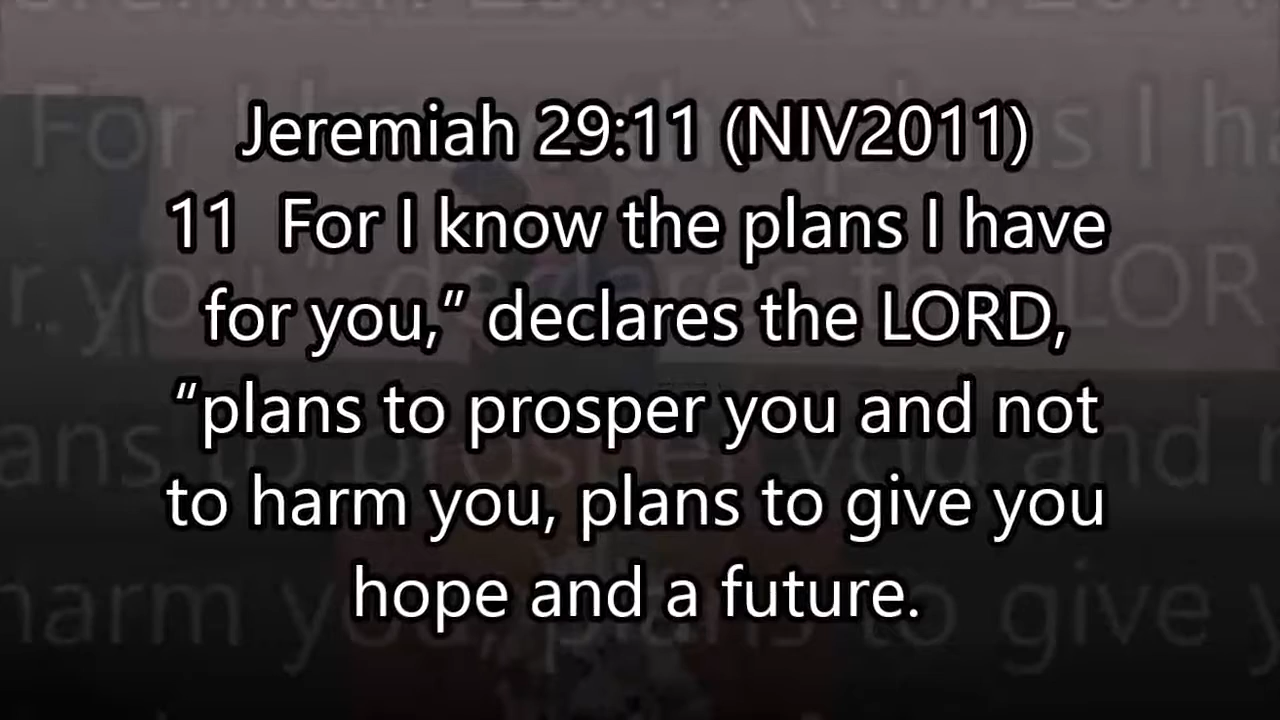 Jeremiah 29:11 (NIV2011)
11 For I know the plans I have
for you,” declares the LORD,
“plans to prosper you and not
to harm you, plans to give you
hope and a future.